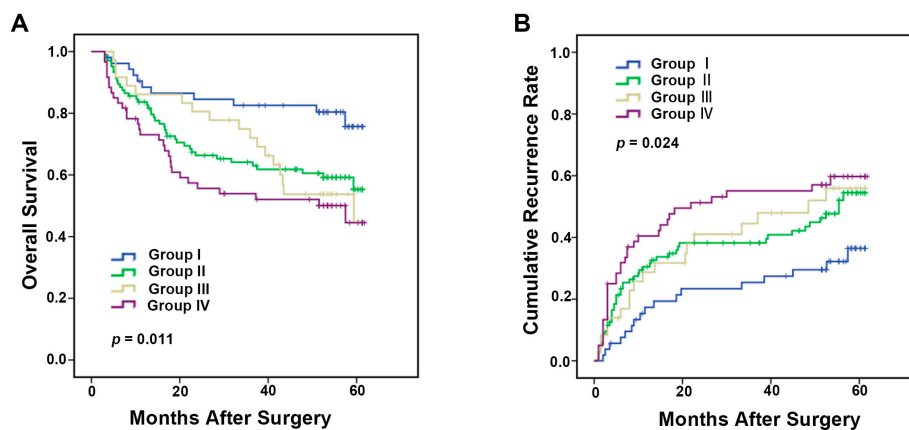 A
1.0
0.8
0.6
0.4
0.2
0.0
Overall Survival
Group I
Group II
Group III
Group IV
p = 0.011
0 20 40 60
Months After Surgery
B
1.0
0.8
0.6
0.4
0.2
0.0
Cumulative Recurrence Rate
Group I
Group II
Group III
Group IV
p = 0.024
0 20 40 60
Months After Surgery